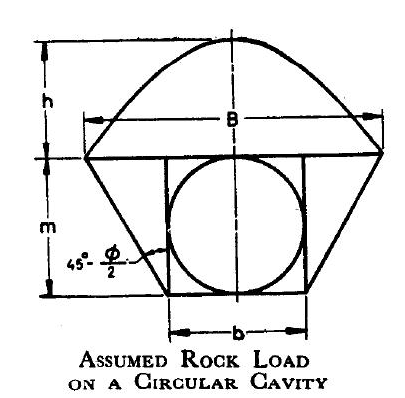 h
B
m
45° - ϕ/2
b
ASSUMED ROCK LOAD
ON A CIRCULAR CAVITY